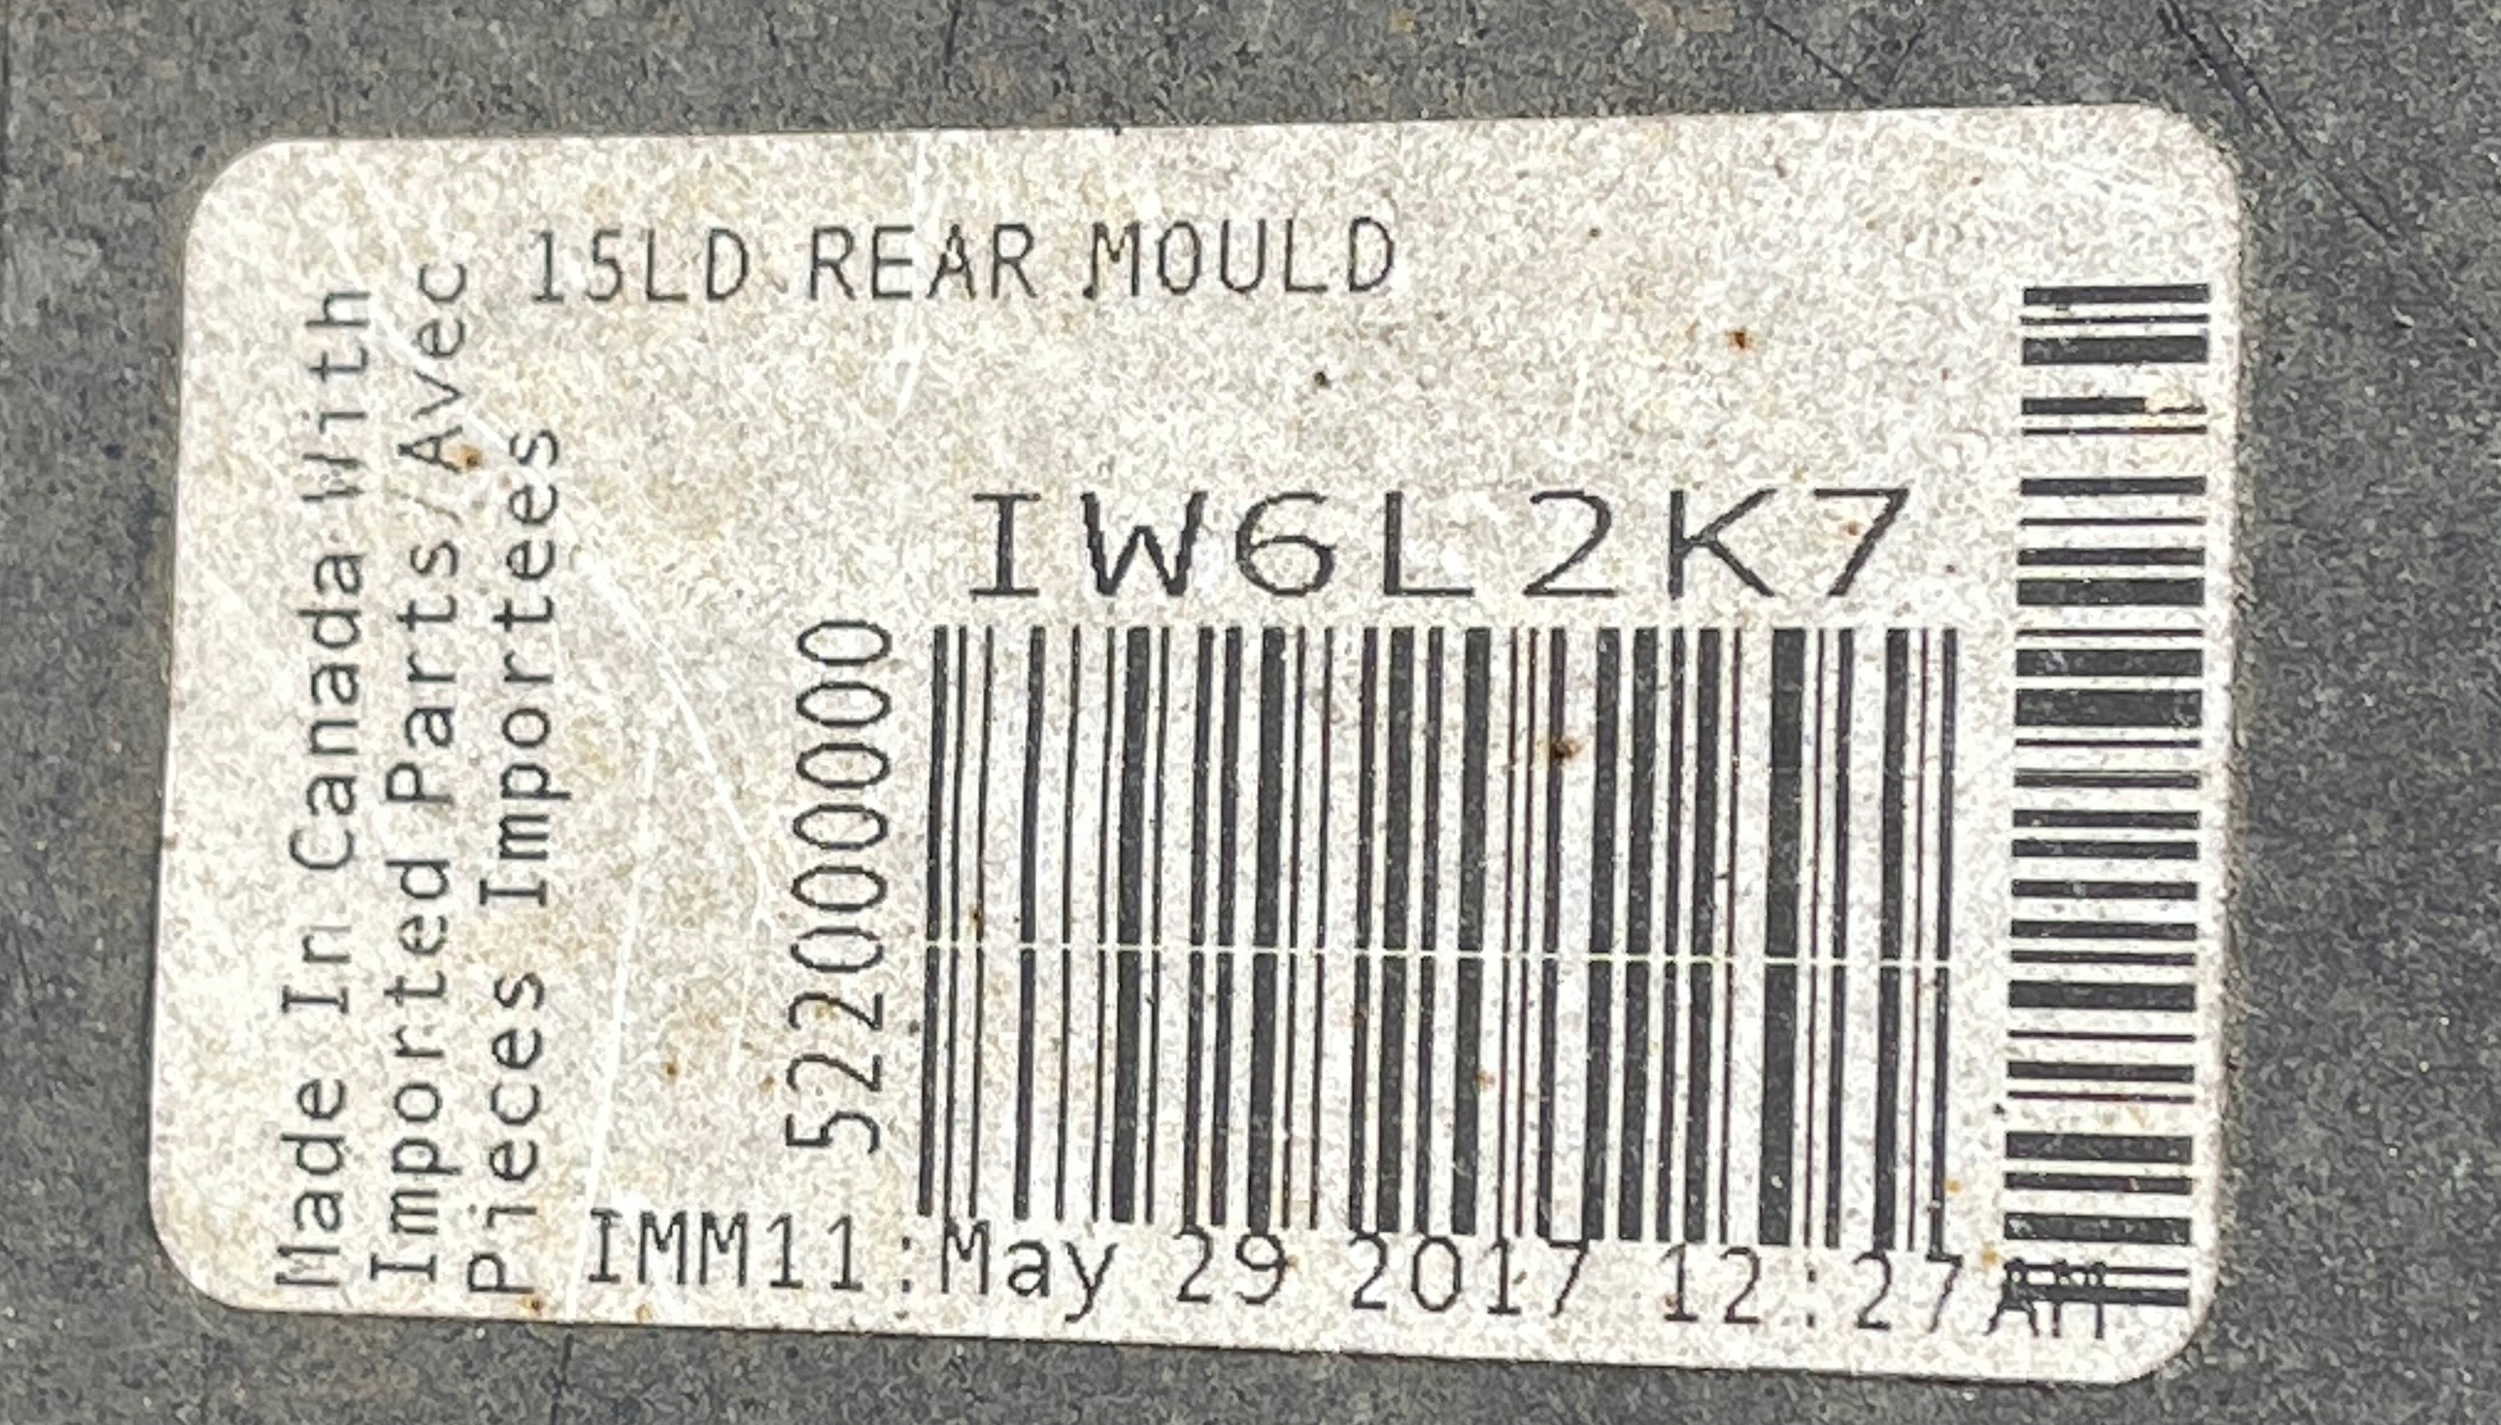 15LD REAR MOULD
Made In Canada With
Imported Parts/Avec
Pieces Importees
IW6L2K7
5220000000
IMM11:May 29 2017 12:27AM